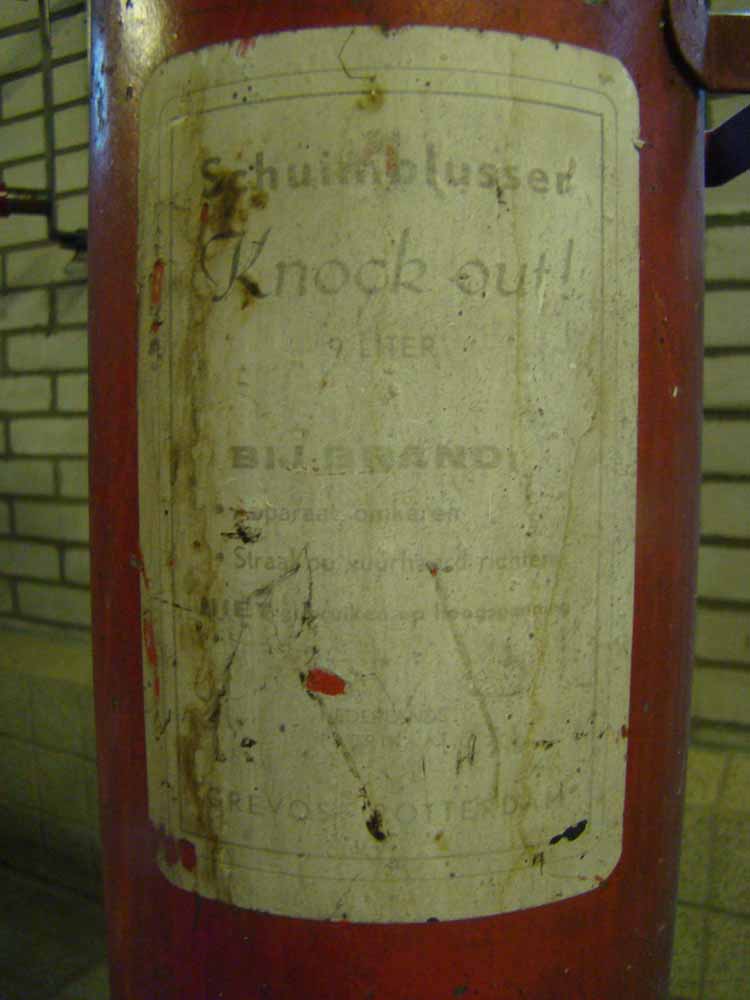 Schuimblusser
Knock out!
9 LITER
BIJ BRAND
• Apparaat omkeren
• Straal op vuurhaard richten
NIET gebruiken op hoogspanning
NEDERLANDS
GREVOS ROTTERDAM